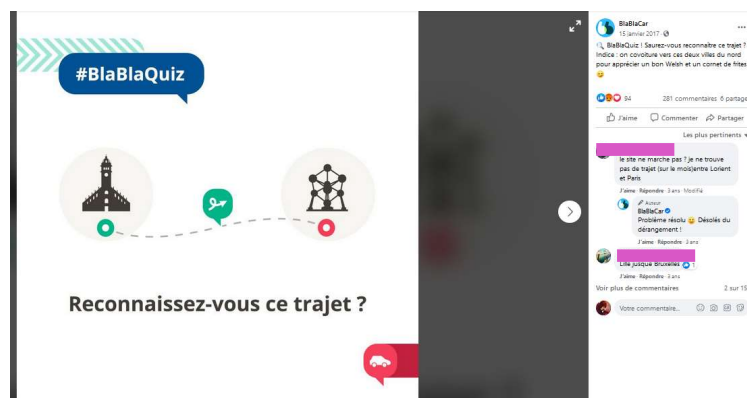 #BlaBlaQuiz
Reconnaissez-vous ce trajet ?
BlaBlaCar
15 janvier 2017 ·
BlaBlaQuiz ! Saurez-vous reconnaitre ce trajet ?
Indice : on covoiture vers ces deux villes du nord
pour apprécier un bon Welsh et un cornet de frites
94
281 commentaires 6 partage
J'aime Commenter Partager
Les plus pertinents
le site ne marche pas ? je ne trouve
pas de trajet (sur le mois)entre Lorient
et Paris
J'aime · Répondre · 3 ans · Modifié
Auteur
BlaBlaCar
Problème résolu Désolés du
dérangement !
J'aime · Répondre · 3 ans
Lille jusque Bruxelles 1
J'aime · Répondre · 3 ans
Voir plus de commentaires 2 sur 15
Votre commentaire...